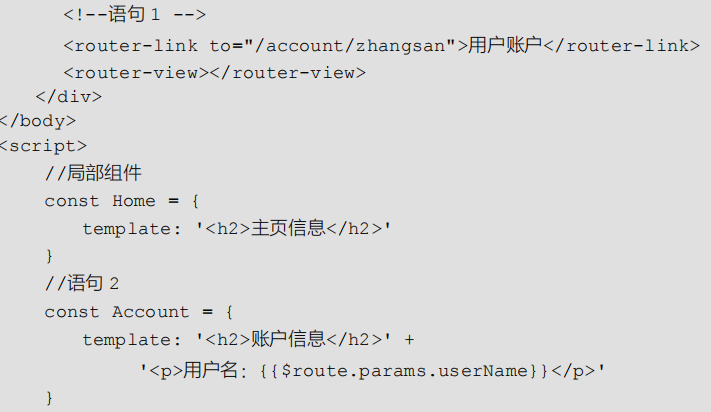 <!--语句1 -->
<router-link to="/account/zhangsan">用户账户</router-link>
<router-view></router-view>
</div>
</body>
<script>
//局部组件
const Home = {
template: '<h2>主页信息</h2>'
}
//语句2
const Account = {
template: '<h2>账户信息</h2>' +
'<p>用户名：{{$route.params.userName}}</p>'
}